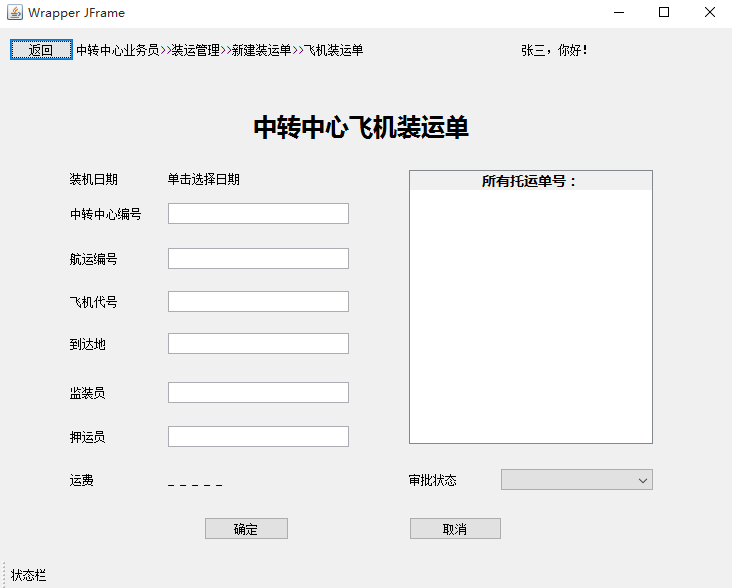 Wrapper JFrame
返回 中转中心业务员>>装运管理>>新建装运单>>飞机装运单 张三，你好！
中转中心飞机装运单
装机日期 单击选择日期
所有托运单号：
中转中心编号
航运编号
飞机代号
到达地
监装员
押运员
运费 _ _ _ _ _
审批状态
确定 取消
状态栏